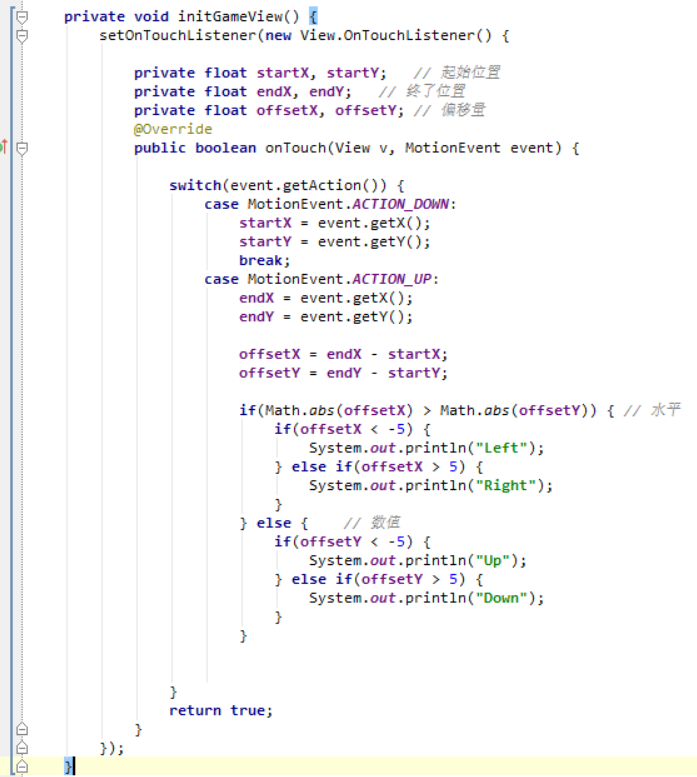 private void initGameView() {
setOnTouchListener(new View.OnTouchListener() {
private float startX, startY;   // 起始位置
private float endX, endY;   // 终了位置
private float offsetX, offsetY; // 偏移量
@Override
public boolean onTouch(View v, MotionEvent event) {
switch(event.getAction()) {
case MotionEvent.ACTION_DOWN:
startX = event.getX();
startY = event.getY();
break;
case MotionEvent.ACTION_UP:
endX = event.getX();
endY = event.getY();
offsetX = endX - startX;
offsetY = endY - startY;
if(Math.abs(offsetX) > Math.abs(offsetY)) { // 水平
if(offsetX < -5) {
System.out.println("Left");
} else if(offsetX > 5) {
System.out.println("Right");
}
} else {    // 数值
if(offsetY < -5) {
System.out.println("Up");
} else if(offsetY > 5) {
System.out.println("Down");
}
}
}
return true;
}
});
}